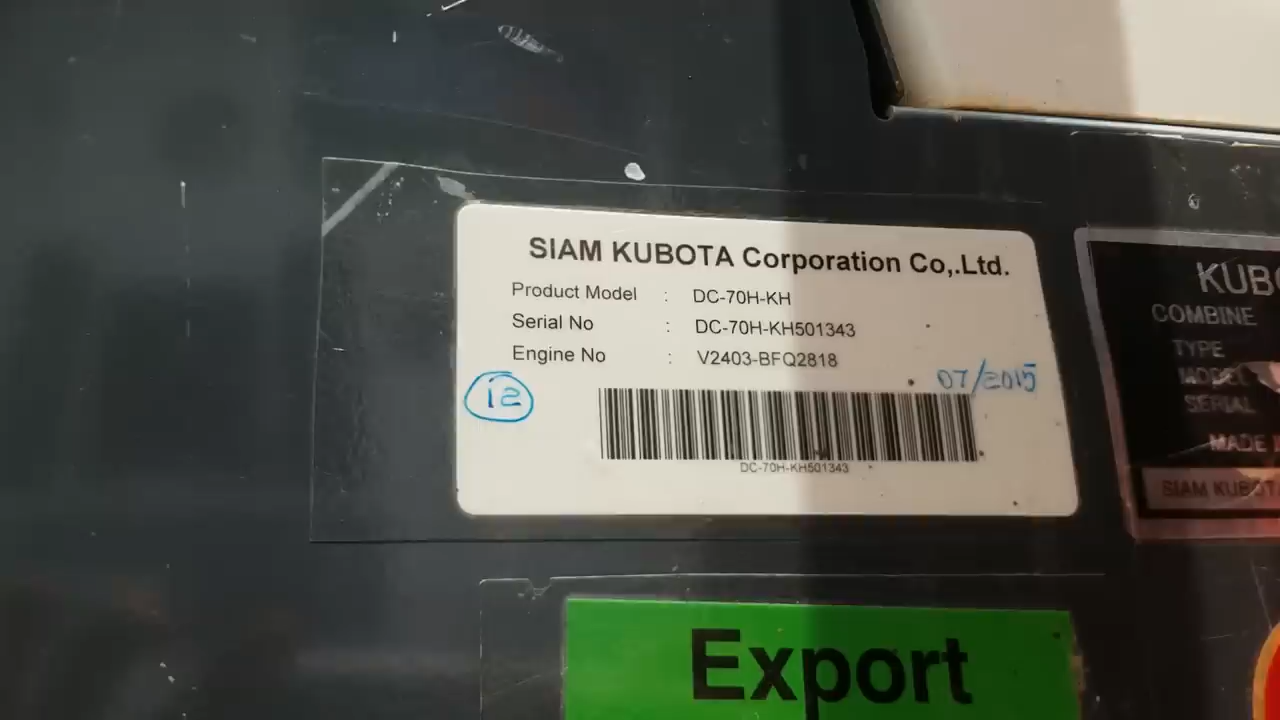 SIAM KUBOTA Corporation Co,.Ltd.
Product Model : DC-70H-KH
Serial No : DC-70H-KH501343
Engine No : V2403-BFQ2818
12
07/2015
DC-70H-KH501343
Export
KUBO
COMBINE
TYPE
MODEL
SERIAL
MADE
SIAM KUBOTA